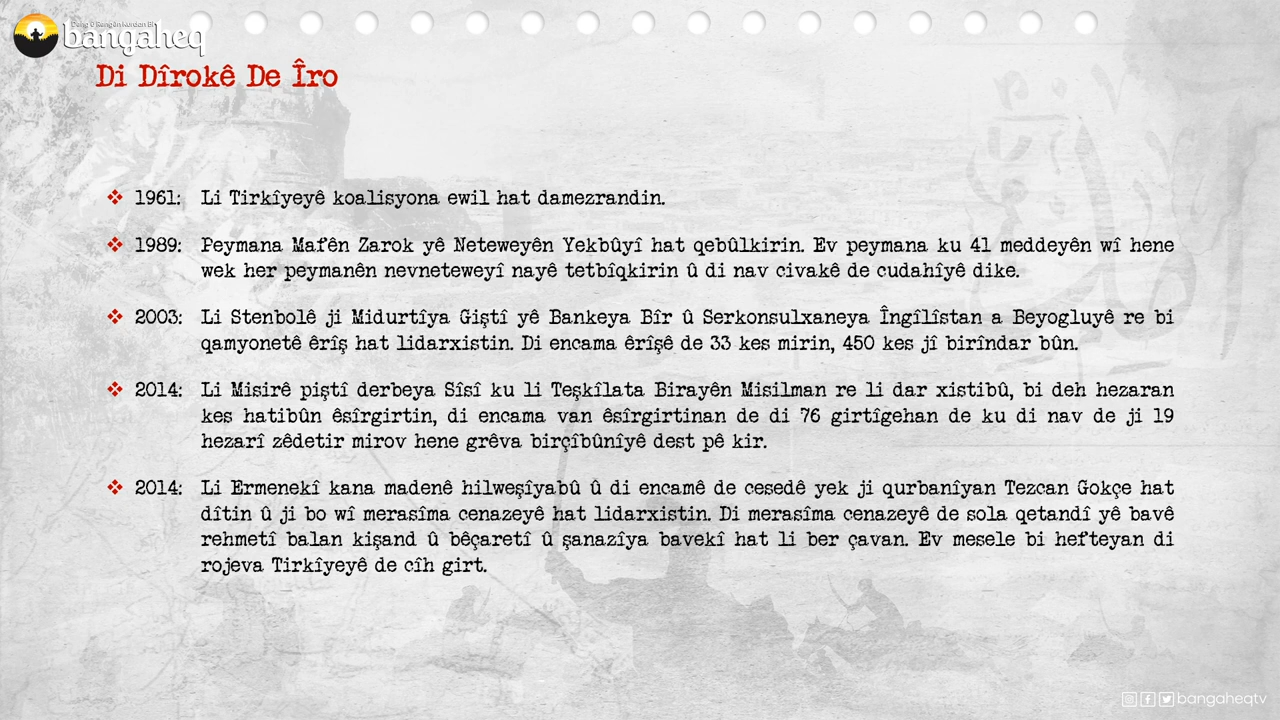 Deng û Rengên Kurdan Bi
bangaheq
Di Dîrokê De Îro
❖ 1961: Li Tirkîyeyê koalisyona ewil hat damezrandin.
❖ 1989: Peymana Mafên Zarok yê Neteweyên Yekbûyî hat qebûlkirin. Ev peymana ku 41 meddeyên wî hene
wek her peymanên nevneteweyî nayê tetbîqkirin û di nav civakê de cudahîyê dike.
❖ 2003: Li Stenbolê ji Midurtîya Giştî yê Bankeya Bîr û Serkonsulxaneya Îngîlîstan a Beyogluyê re bi
qamyonetê êrîş hat lidarxistin. Di encama êrîşê de 33 kes mirin, 450 kes jî birîndar bûn.
❖ 2014: Li Misirê piştî derbeya Sîsî ku li Teşkîlata Birayên Misilman re li dar xistibû, bi deh hezaran
kes hatibûn êsîrgirtin, di encama van êsîrgirtinan de di 76 girtîgehan de ku di nav de ji 19
hezarî zêdetir mirov hene grêva birçîbûnîyê dest pê kir.
❖ 2014: Li Ermenekî kana madenê hilweşîyabû û di encamê de cesedê yek ji qurbanîyan Tezcan Gokçe hat
dîtin û ji bo wî merasîma cenazeyê hat lidarxistin. Di merasîma cenazeyê de sola qetandî yê bavê
rehmetî balan kişand û bêçaretî û şanazîya bavekî hat li ber çavan. Ev mesele bi hefteyan di
rojeva Tirkîyeyê de cîh girt.
bangaheqtv